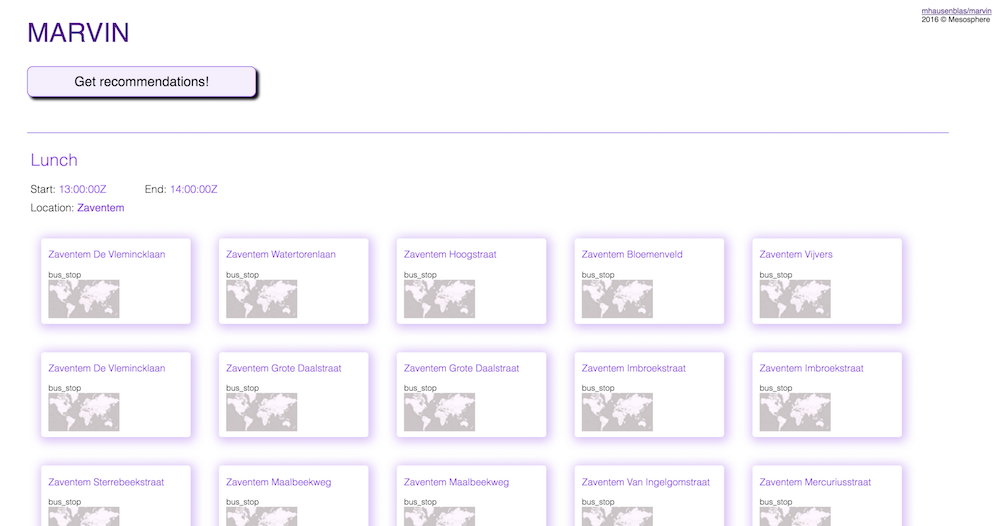 mhausenblas/marvin
2016 © Mesosphere
MARVIN
Get recommendations!
Lunch
Start: 13:00:00Z End: 14:00:00Z
Location: Zaventem
Zaventem De Vlemincklaan
bus_stop
Zaventem Watertorenlaan
bus_stop
Zaventem Hoogstraat
bus_stop
Zaventem Bloemenveld
bus_stop
Zaventem Vijvers
bus_stop
Zaventem De Vlemincklaan
bus_stop
Zaventem Grote Daalstraat
bus_stop
Zaventem Grote Daalstraat
bus_stop
Zaventem Imbroekstraat
bus_stop
Zaventem Imbroekstraat
bus_stop
Zaventem Sterrebeekstraat
bus_stop
Zaventem Maalbeekweg
bus_stop
Zaventem Maalbeekweg
bus_stop
Zaventem Van Ingelgomstraat
bus_stop
Zaventem Mercuriusstraat
bus_stop